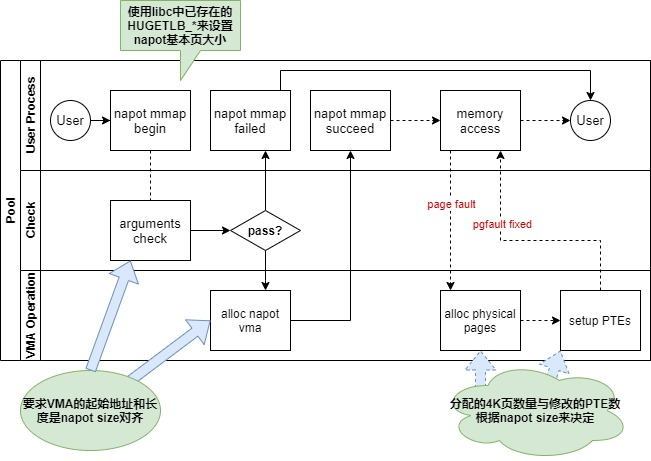 使用libc中已存在的
HUGETLB_*来设置
napot基本页大小
Pool
User Process
User
napot mmap
begin
napot mmap
failed
napot mmap
succeed
memory
access
User
Check
arguments
check
pass?
page fault
pgfault fixed
VMA Operation
alloc napot
vma
alloc physical
pages
setup PTEs
要求VMA的起始地址和长
度是napot size对齐
分配的4K页数量与修改的PTE数
根据napot size来决定